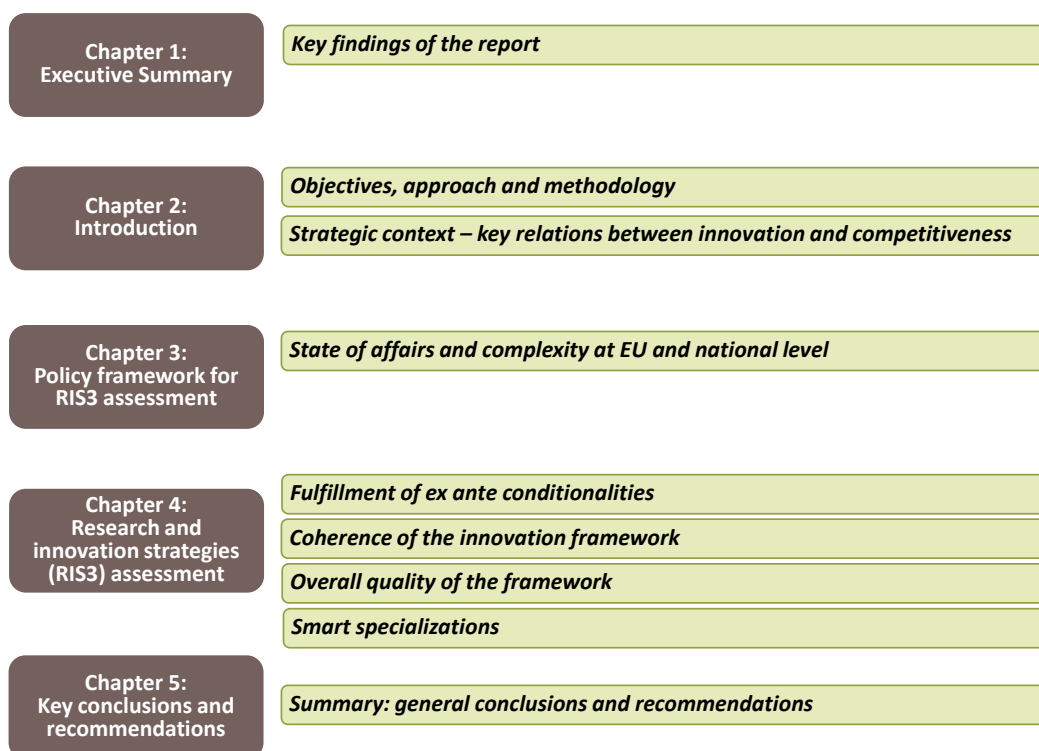 Chapter 1:
Executive Summary
Key findings of the report
Chapter 2:
Introduction
Objectives, approach and methodology
Strategic context – key relations between innovation and competitiveness
Chapter 3:
Policy framework for
RIS3 assessment
State of affairs and complexity at EU and national level
Chapter 4:
Research and
innovation strategies
(RIS3) assessment
Fulfillment of ex ante conditionalities
Coherence of the innovation framework
Overall quality of the framework
Smart specializations
Chapter 5:
Key conclusions and
recommendations
Summary: general conclusions and recommendations